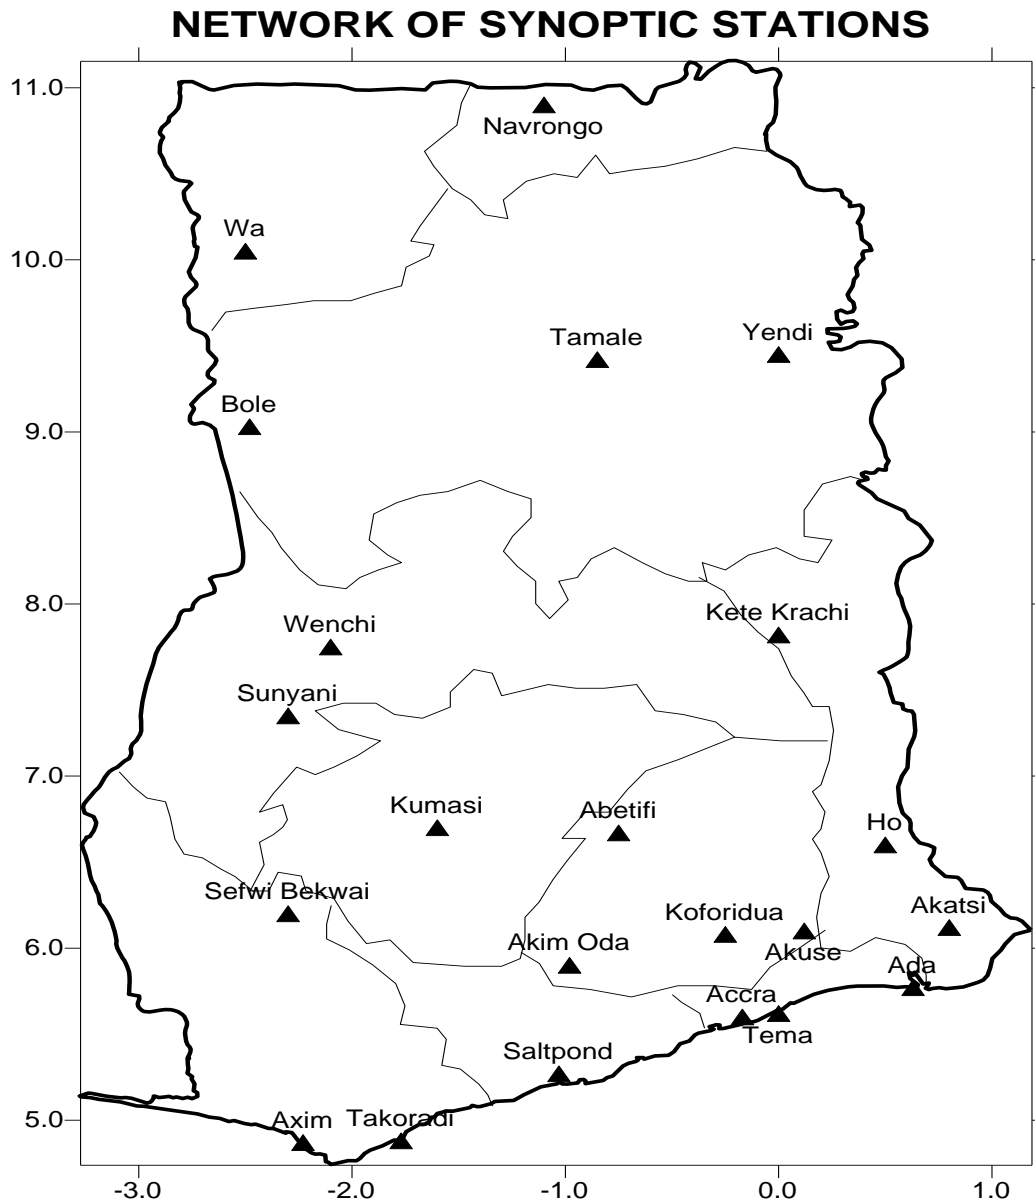 NETWORK OF SYNOPTIC STATIONS
11.0
Navrongo
Wa
10.0
Tamale
Yendi
Bole
9.0
8.0
Kete Krachi
Wenchi
Sunyani
7.0
Kumasi
Abetifi
Ho
Sefwi Bekwai
Koforidua
Akatsi
6.0
Akim Oda
Akuse
Ada
Accra
Tema
Saltpond
5.0
Axim
Takoradi
-3.0
-2.0
-1.0
0.0
1.0